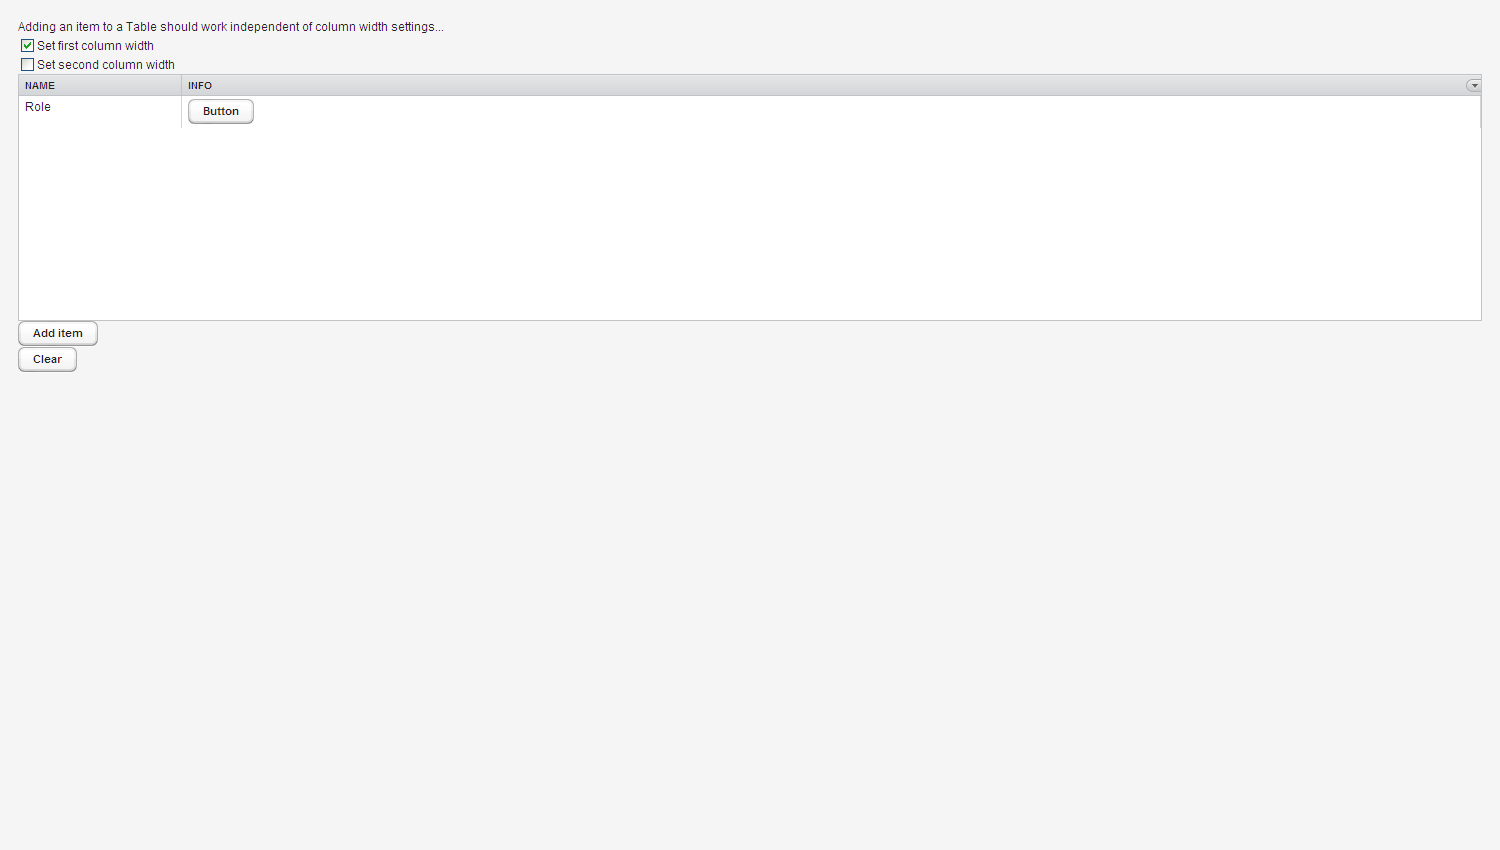 Adding an item to a Table should work independent of column width settings...
Set first column width
Set second column width
NAME INFO
Role Button
Add item
Clear